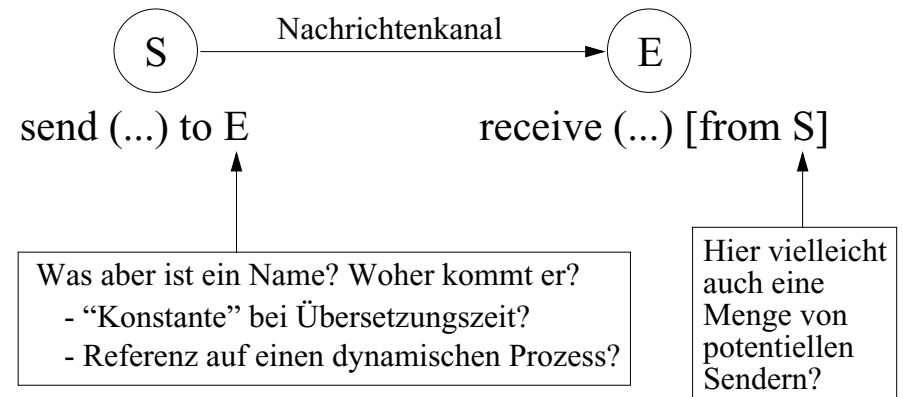 Nachrichtenkanal
S
E
send (...) to E
receive (...) [from S]
Was aber ist ein Name? Woher kommt er?
- “Konstante” bei Übersetzungszeit?
- Referenz auf einen dynamischen Prozess?
Hier vielleicht
auch eine
Menge von
potentiellen
Sendern?